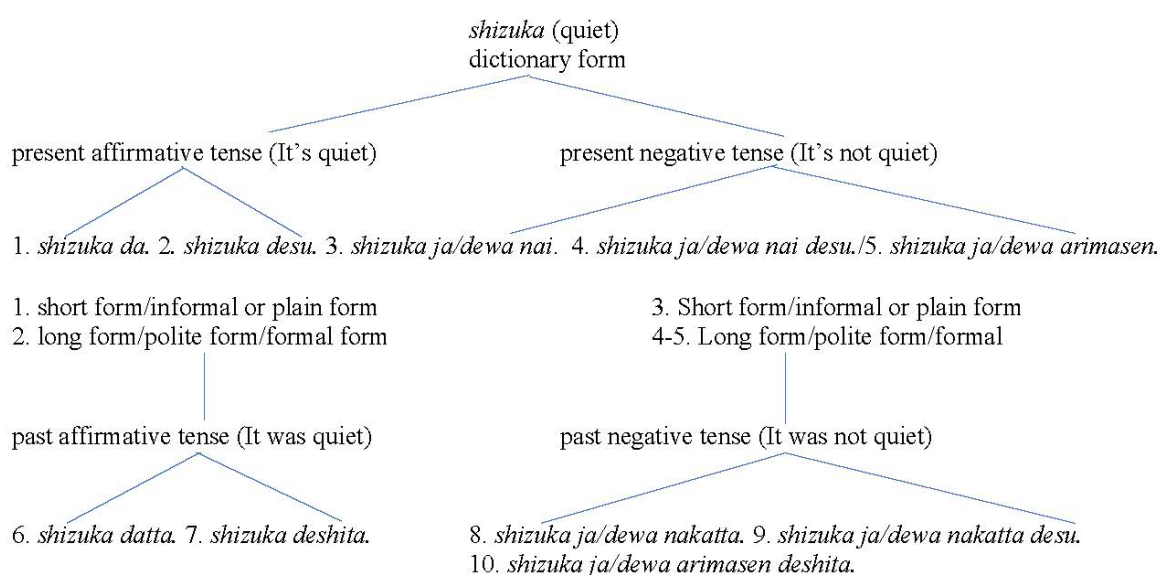 shizuka (quiet)
dictionary form
present affirmative tense (It's quiet)
present negative tense (It's not quiet)
1. shizuka da. 2. shizuka desu. 3. shizuka ja/dewa nai. 4. shizuka ja/dewa nai desu./5. shizuka ja/dewa arimasen.
1. short form/informal or plain form
2. long form/polite form/formal form
3. Short form/informal or plain form
4-5. Long form/polite form/formal
past affirmative tense (It was quiet)
past negative tense (It was not quiet)
6. shizuka datta. 7. shizuka deshita.
8. shizuka ja/dewa nakatta. 9. shizuka ja/dewa nakatta desu.
10. shizuka ja/dewa arimasen deshita.